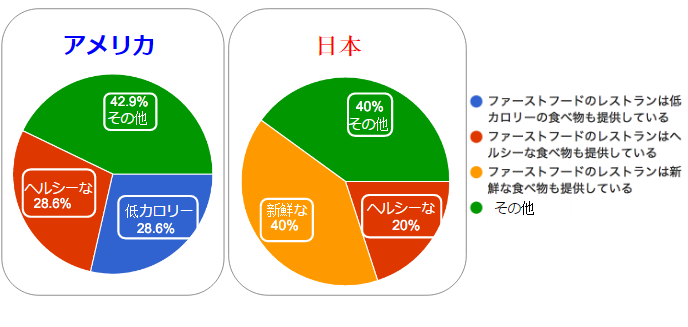 アメリカ
42.9%
その他
ヘルシーな
28.6%
低カロリー
28.6%
日本
40%
その他
新鮮な
40%
ヘルシーな
20%
ファーストフードのレストランは低
カロリーの食べ物も提供している
ファーストフードのレストランはヘ
ルシーな食べ物も提供している
ファーストフードのレストランは新
鮮な食べ物も提供している
その他